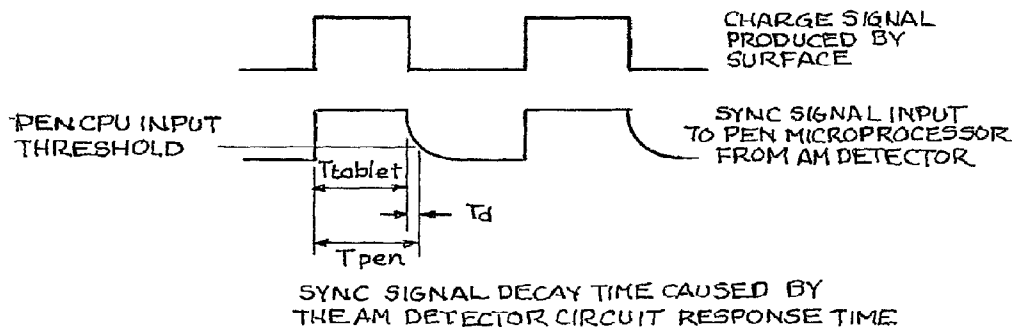 CHARGE SIGNAL
PRODUCED BY
SURFACE
PEN CPU INPUT
THRESHOLD
SYNC SIGNAL INPUT
TO PEN MICROPROCESSOR
FROM AM DETECTOR
Ttablet
Td
Tpen
SYNC SIGNAL DECAY TIME CAUSED BY
THE AM DETECTOR CIRCUIT RESPONSE TIME